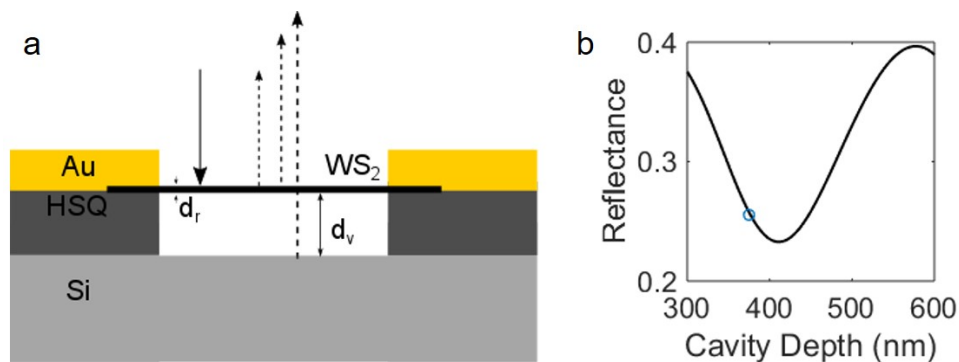 a
Au
WS2
HSQ
dr
dv
Si
b
0.4
0.3
0.2
Reflectance
300 400 500 600
Cavity Depth (nm)